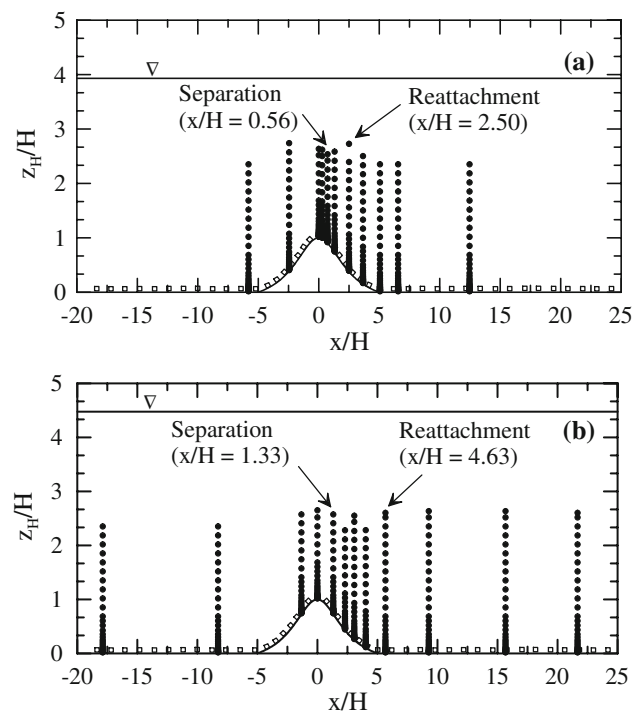 5
4
3
2
1
0
z_H/H
∇
(a)
Separation
(x/H = 0.56)
Reattachment
(x/H = 2.50)
-20 -15 -10 -5 0 5 10 15 20 25
x/H
5
4
3
2
1
0
z_H/H
∇
(b)
Separation
(x/H = 1.33)
Reattachment
(x/H = 4.63)
-20 -15 -10 -5 0 5 10 15 20 25
x/H